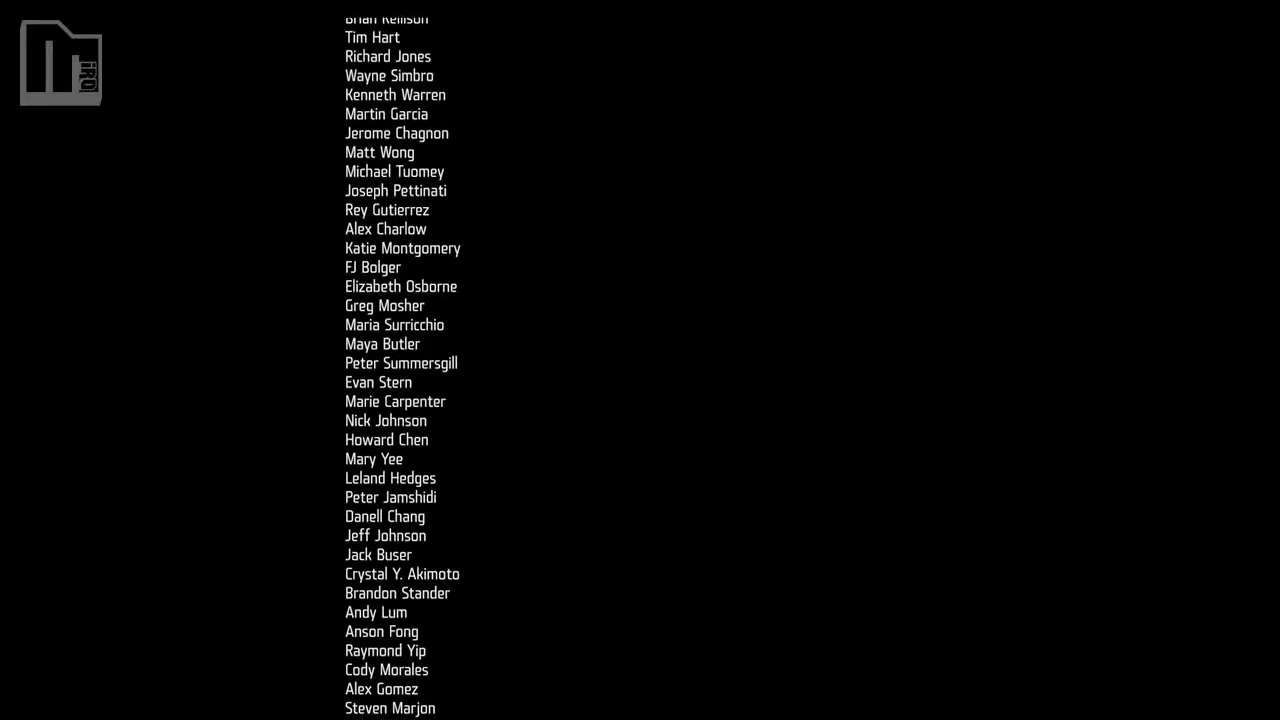 iRO
Brian Kellison
Tim Hart
Richard Jones
Wayne Simbro
Kenneth Warren
Martin Garcia
Jerome Chagnon
Matt Wong
Michael Tuomey
Joseph Pettinati
Rey Gutierrez
Alex Charlow
Katie Montgomery
FJ Bolger
Elizabeth Osborne
Greg Mosher
Maria Surricchio
Maya Butler
Peter Summersgill
Evan Stern
Marie Carpenter
Nick Johnson
Howard Chen
Mary Yee
Leland Hedges
Peter Jamshidi
Danell Chang
Jeff Johnson
Jack Buser
Crystal Y. Akimoto
Brandon Stander
Andy Lum
Anson Fong
Raymond Yip
Cody Morales
Alex Gomez
Steven Marjon